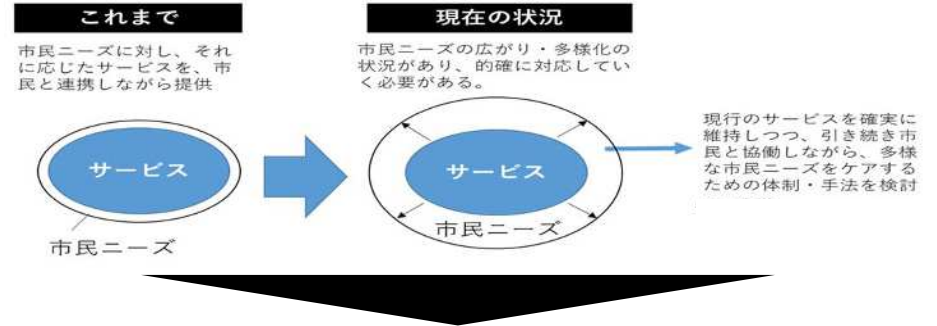 これまで
市民ニーズに対し、それ
に応じたサービスを、市
民と連携しながら提供
サービス
市民ニーズ
現在の状況
市民ニーズの広がり・多様化の
状況があり、的確に対応してい
く必要がある。
サービス
市民ニーズ
現行のサービスを確実に
維持しつつ、引き続き市
民と協働しながら、多様
な市民ニーズをケアする
ための体制・手法を検討